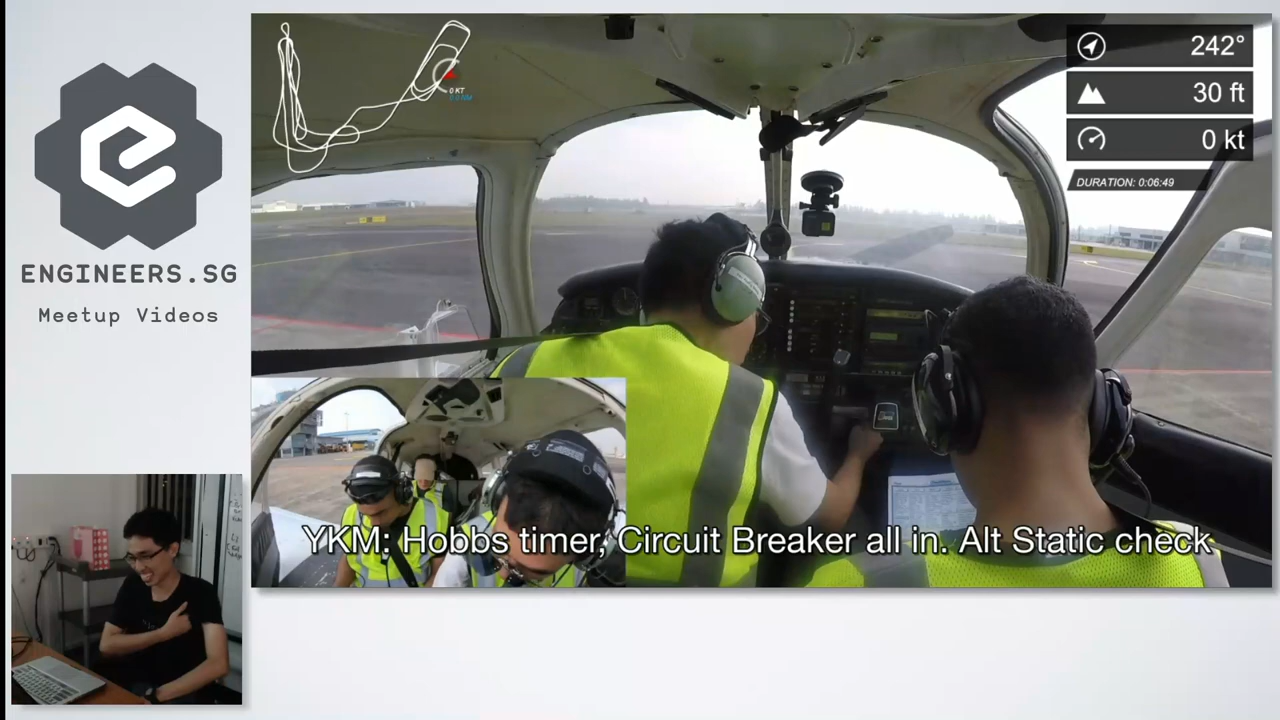 ENGINEERS.SG
Meetup Videos
0 KT
242°
30 ft
0 kt
DURATION: 0:06:49
YKM: Hobbs timer, Circuit Breaker all in. Alt Static check